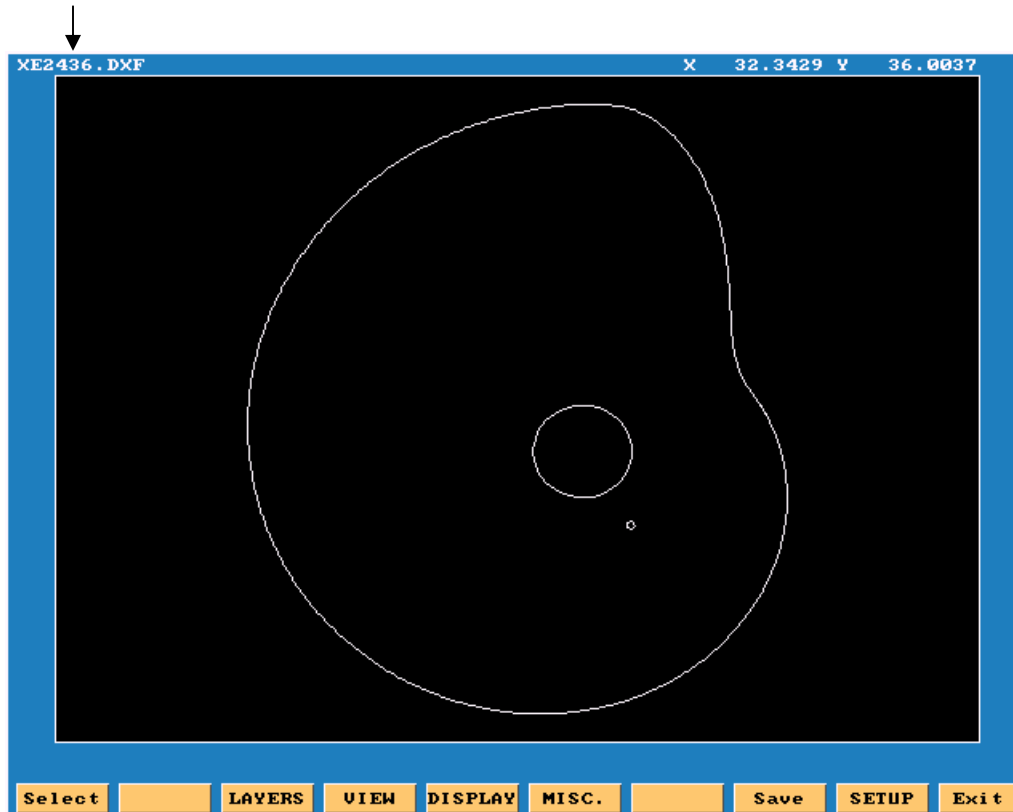 XE2436.DXF X 32.3429 Y 36.0037
Select LAYERS VIEW DISPLAY MISC. Save SETUP Exit